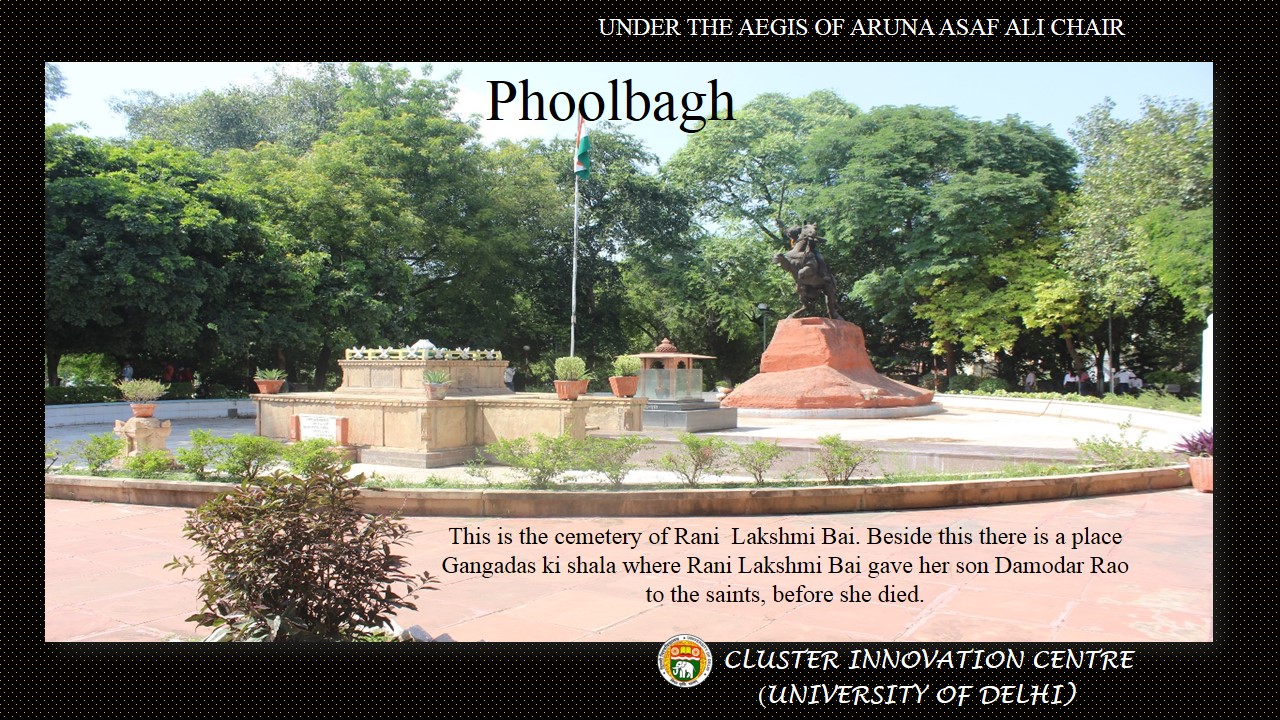 UNDER THE AEGIS OF ARUNA ASAF ALI CHAIR
Phoolbagh
This is the cemetery of Rani Lakshmi Bai. Beside this there is a place
Gangadas ki shala where Rani Lakshmi Bai gave her son Damodar Rao
to the saints, before she died.
CLUSTER INNOVATION CENTRE
(UNIVERSITY OF DELHI)